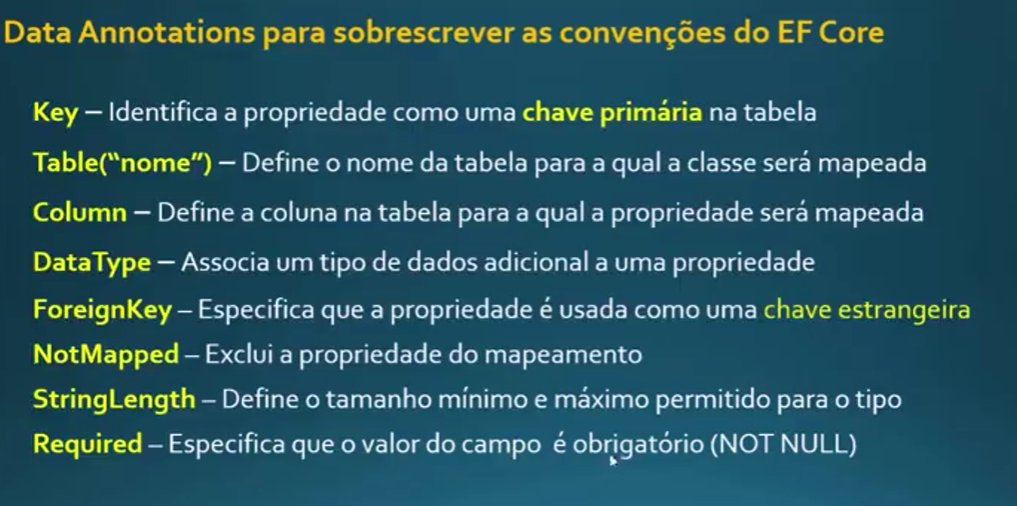 Data Annotations para sobrescrever as convenções do EF Core
Key – Identifica a propriedade como uma chave primária na tabela
Table(“nome”) – Define o nome da tabela para a qual a classe será mapeada
Column – Define a coluna na tabela para a qual a propriedade será mapeada
DataType – Associa um tipo de dados adicional a uma propriedade
ForeignKey – Especifica que a propriedade é usada como uma chave estrangeira
NotMapped – Exclui a propriedade do mapeamento
StringLength – Define o tamanho mínimo e máximo permitido para o tipo
Required – Especifica que o valor do campo é obrigatório (NOT NULL)